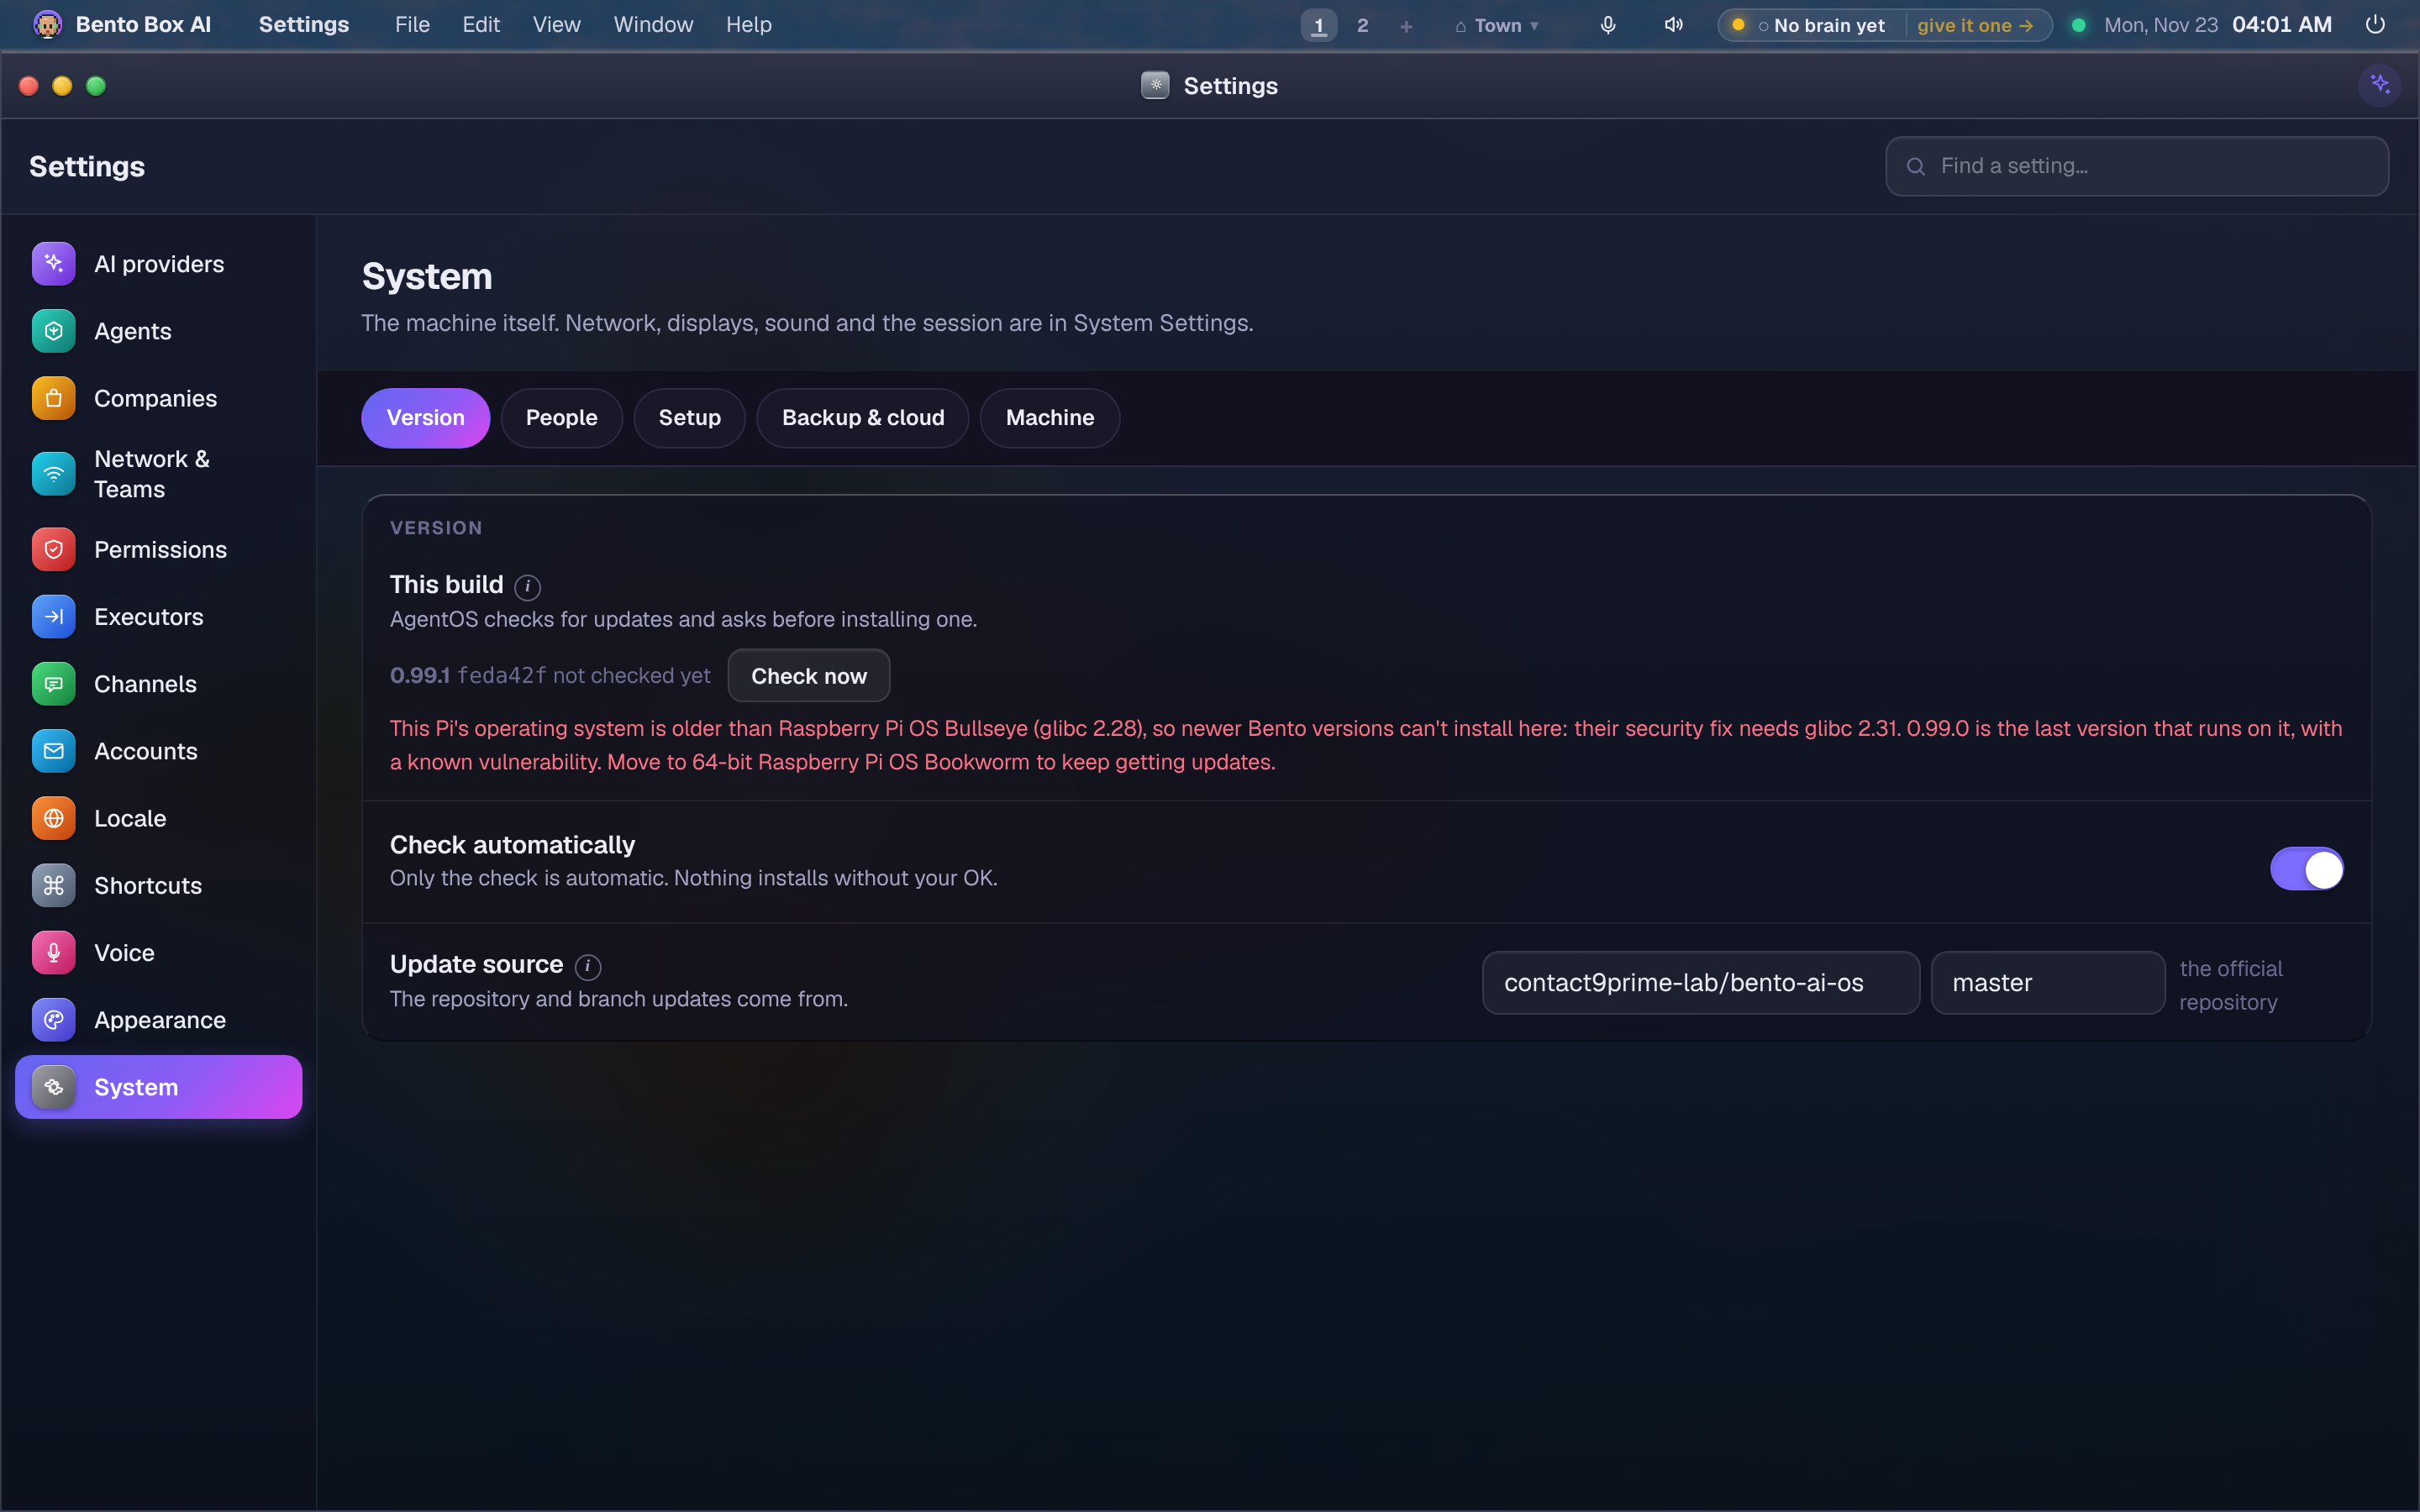 Bento Box AI Settings File Edit View Window Help 1 2 + Town No brain yet give it one → Mon, Nov 23 04:01 AM
Settings
Settings
Find a setting...
AI providers
Agents
Companies
Network &
Teams
Permissions
Executors
Channels
Accounts
Locale
Shortcuts
Voice
Appearance
System
System
The machine itself. Network, displays, sound and the session are in System Settings.
Version People Setup Backup & cloud Machine
VERSION
This build
AgentOS checks for updates and asks before installing one.
0.99.1 feda42f not checked yet Check now
This Pi's operating system is older than Raspberry Pi OS Bullseye (glibc 2.28), so newer Bento versions can't install here: their security fix needs glibc 2.31. 0.99.0 is the last version that runs on it, with
a known vulnerability. Move to 64-bit Raspberry Pi OS Bookworm to keep getting updates.
Check automatically
Only the check is automatic. Nothing installs without your OK.
Update source
The repository and branch updates come from.
contact9prime-lab/bento-ai-os master the official
repository